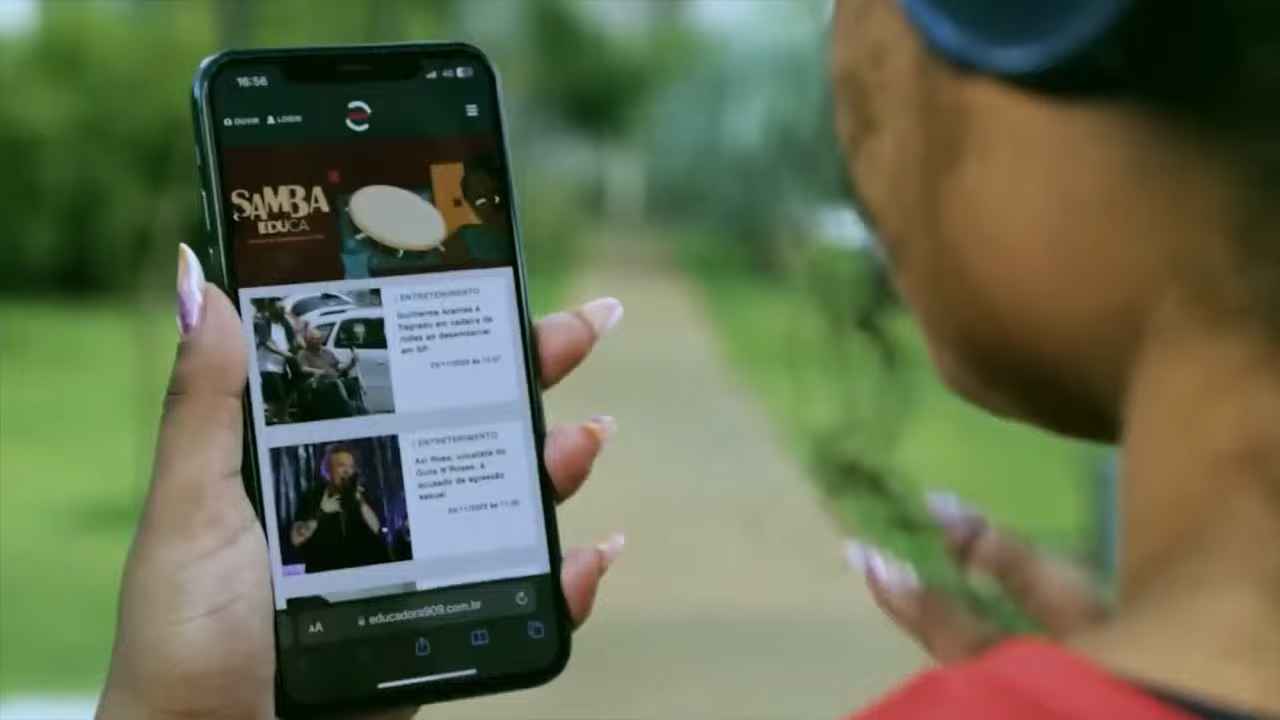 16:56
4G
OUVIR LOGIN
SAMBA
EDUCA
| ENTRETENIMENTO
Guilherme Arantes é
flagrado em cadeira de
rodas ao desembarcar
em SP
| ENTRETENIMENTO
Axl Rose, vocalista do
Guns N'Roses, é
acusado de agressão
sexual
AA educadora909.com.br